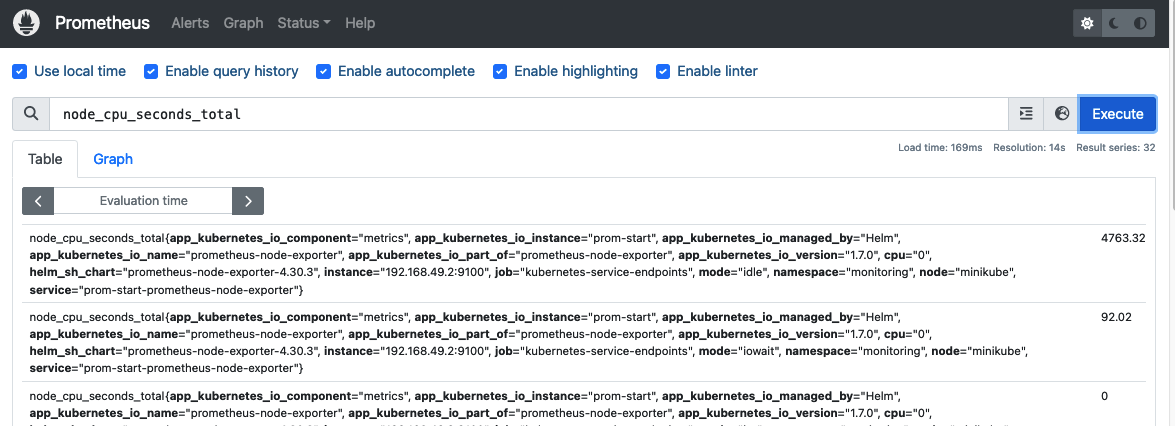 Prometheus Alerts Graph Status Help
Use local time Enable query history Enable autocomplete Enable highlighting Enable linter
node_cpu_seconds_total Execute
Load time: 169ms Resolution: 14s Result series: 32
Table Graph
Evaluation time
node_cpu_seconds_total{app_kubernetes_io_component="metrics", app_kubernetes_io_instance="prom-start", app_kubernetes_io_managed_by="Helm", 4763.32
app_kubernetes_io_name="prometheus-node-exporter", app_kubernetes_io_part_of="prometheus-node-exporter", app_kubernetes_io_version="1.7.0", cpu="0",
helm_sh_chart="prometheus-node-exporter-4.30.3", instance="192.168.49.2:9100", job="kubernetes-service-endpoints", mode="idle", namespace="monitoring", node="minikube",
service="prom-start-prometheus-node-exporter"}
node_cpu_seconds_total{app_kubernetes_io_component="metrics", app_kubernetes_io_instance="prom-start", app_kubernetes_io_managed_by="Helm", 92.02
app_kubernetes_io_name="prometheus-node-exporter", app_kubernetes_io_part_of="prometheus-node-exporter", app_kubernetes_io_version="1.7.0", cpu="0",
helm_sh_chart="prometheus-node-exporter-4.30.3", instance="192.168.49.2:9100", job="kubernetes-service-endpoints", mode="iowait", namespace="monitoring", node="minikube",
service="prom-start-prometheus-node-exporter"}
node_cpu_seconds_total{app_kubernetes_io_component="metrics", app_kubernetes_io_instance="prom-start", app_kubernetes_io_managed_by="Helm", 0
app_kubernetes_io_name="prometheus-node-exporter", app_kubernetes_io_part_of="prometheus-node-exporter", app_kubernetes_io_version="1.7.0", cpu="0",